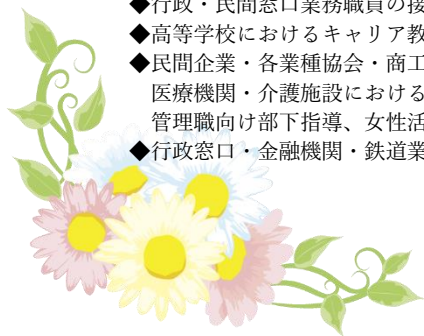 ◆行政・民間窓口業務職員の接
◆高等学校におけるキャリア教
◆民間企業・各業種協会・商工
医療機関・介護施設における
管理職向け部下指導、女性活
◆行政窓口・金融機関・鉄道業